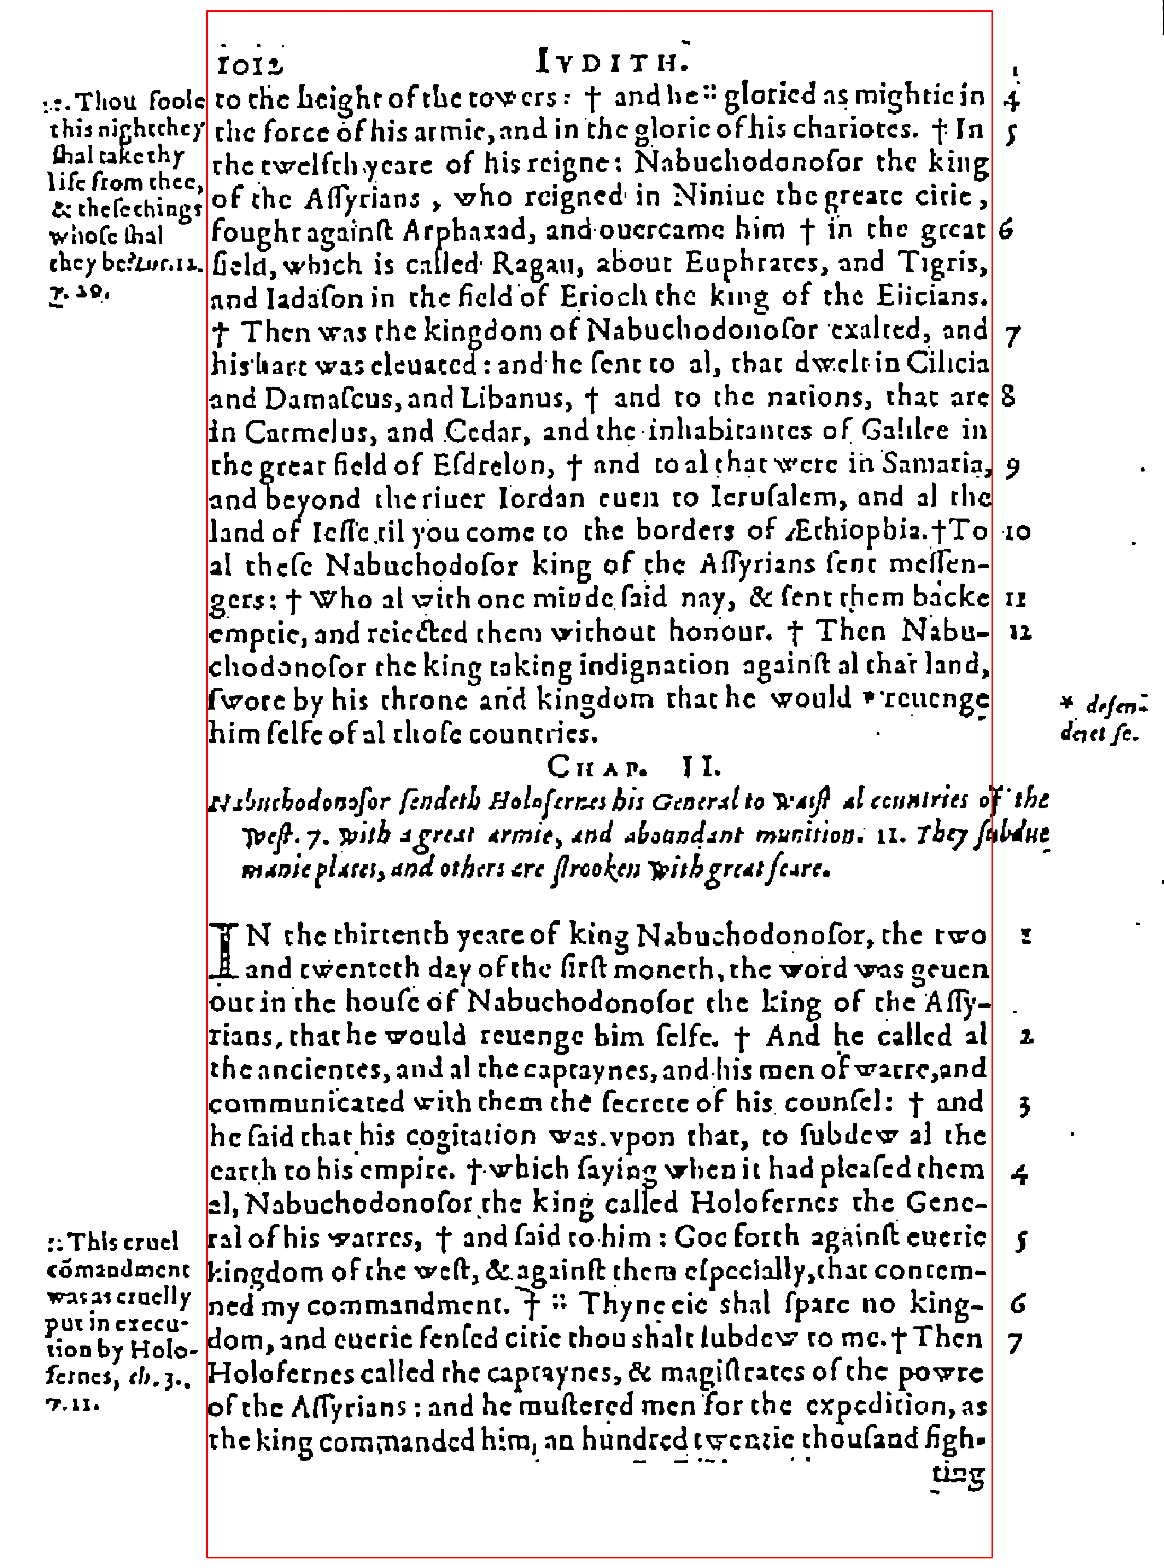 1012 IVDITH.
to the height of the towers: † and he :: gloried as mightie in 4
the force of his armie, and in the glorie of his chariotes. † In 5
the twelfth yeare of his reigne: Nabuchodonoſor the king
of the Aſſyrians, who reigned in Niniue the greate citie,
fought againſt Arphaxad, and ouercame him † in the great 6
field, which is called Ragau, about Euphrates, and Tigris,
and Iadaſon in the field of Erioch the king of the Elicians.
† Then was the kingdom of Nabuchodonoſor exalted, and 7
his hart was eleuated: and he ſent to al, that dwelt in Cilicia
and Damaſcus, and Libanus, † and to the nations, that are 8
in Carmelus, and Cedar, and the inhabitantes of Galilee in
the great field of Eſdrelon, † and to al that were in Samaria, 9
and beyond the riuer Iordan euen to Ieruſalem, and al the
land of Ieſſe til you come to the borders of Æthiophia. † To 10
al theſe Nabuchodoſor king of the Aſſyrians ſent meſſen-
gers: † Who al with one minde ſaid nay, & ſent them backe 11
emptie, and reiected them without honour. † Then Nabu- 12
chodonoſor the king taking indignation againſt al that land,
ſwore by his throne and kingdom that he would * reuenge
him ſelfe of al thoſe countries.
:: Thou foole
this night they
ſhal take thy
life from thee,
& theſe things
whoſe ſhal
they be? Luc. 12.
v. 20.
* defen-
deret ſe.
CHAP. II.
Nabuchodonoſor ſendeth Holofernes his General to waſt al countries of the
weſt. 7. with a great armie, and aboundant munition. 11. They ſubdue
manie places, and others are ſtrooken with great feare.
IN the thirtenth yeare of king Nabuchodonoſor, the two 1
and twenteth day of the firſt moneth, the word was geuen
out in the houſe of Nabuchodonoſor the king of the Aſſy-
rians, that he would reuenge him ſelfe. † And he called al 2
the ancientes, and al the captaynes, and his men of warre, and
communicated with them the ſecrete of his counſel: † and 3
he ſaid that his cogitation was vpon that, to ſubdew al the
earth to his empire. † which ſaying when it had pleaſed them 4
al, Nabuchodonoſor the king called Holofernes the Gene-
ral of his warres, † and ſaid to him: Goe forth againſt euerie 5
kingdom of the weſt, & againſt them eſpecially, that contem-
ned my commandment. † :: Thyne eie shal ſpare no king- 6
dom, and euerie fenſed citie thou shalt ſubdew to me. † Then 7
Holofernes called the captaynes, & magiſtrates of the powre
of the Aſſyrians: and he muſtered men for the expedition, as
the king commanded him, an hundred twentie thouſand figh-
ting
:: This cruel
cõmandment
was as cruelly
put in execu-
tion by Holo-
fernes, ch. 3.
v. 11.